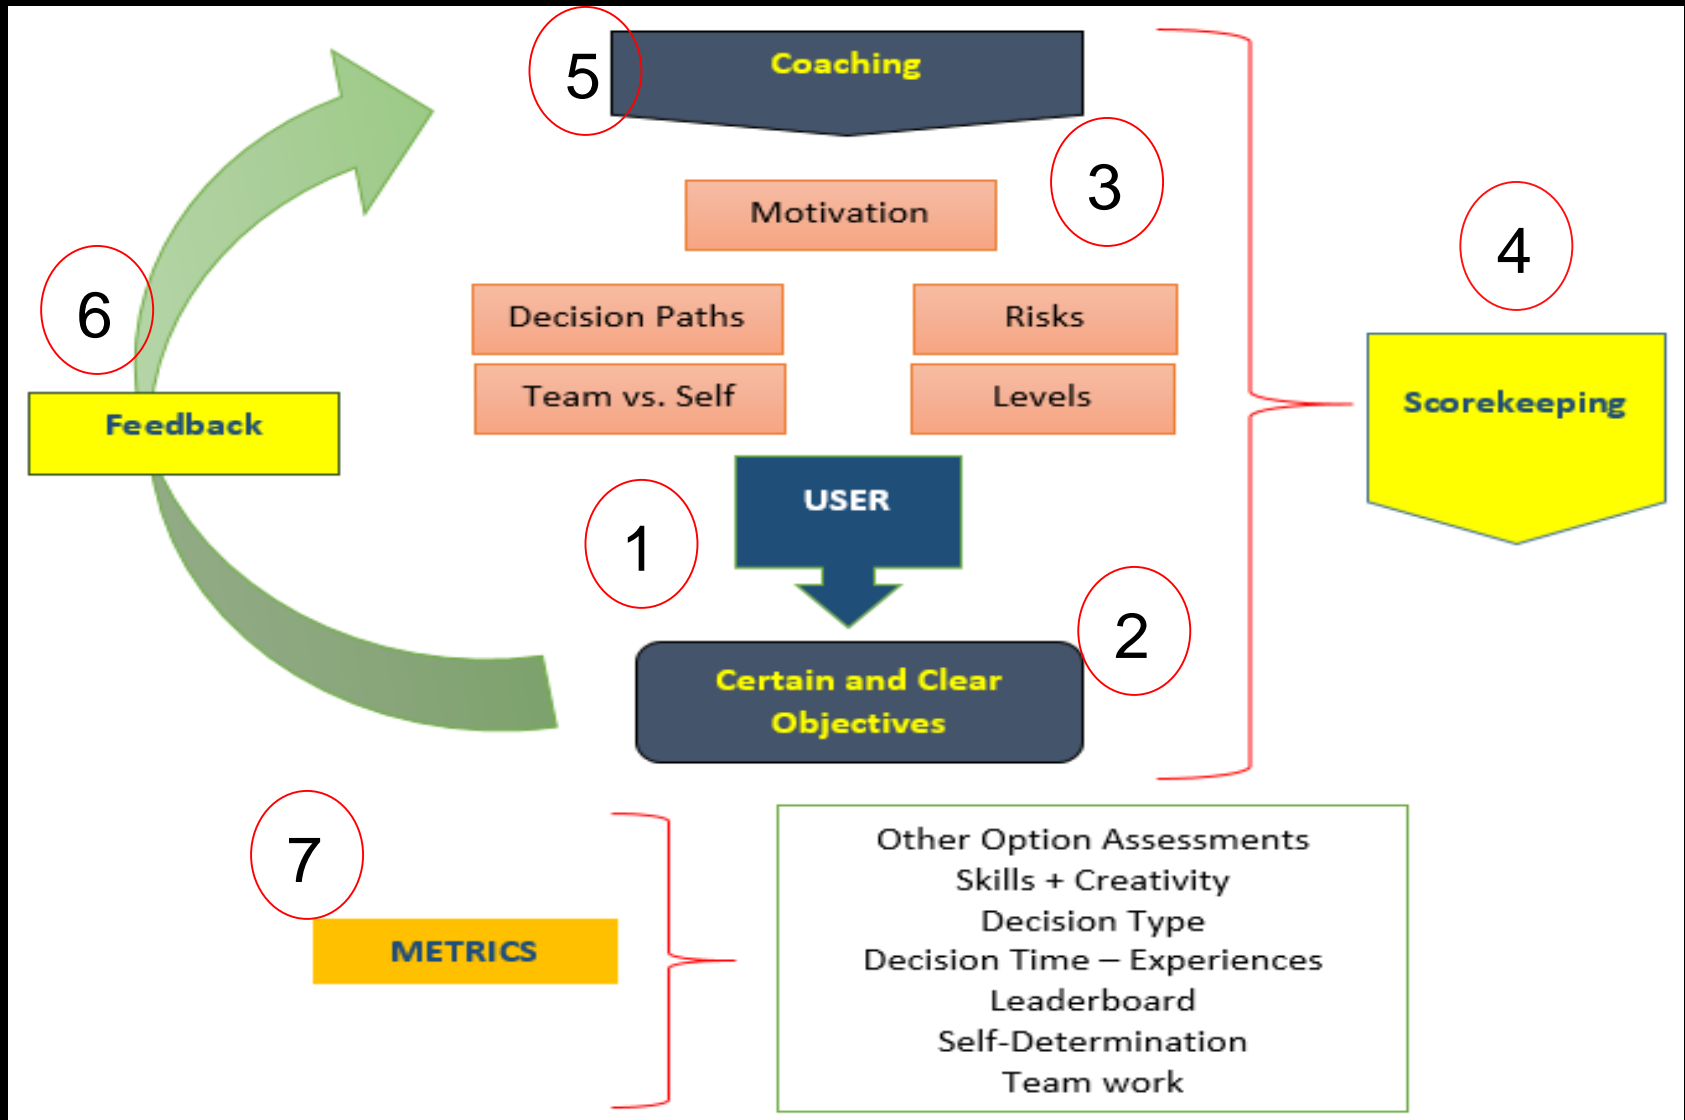 5
Coaching
3
Motivation
4
Decision Paths
Risks
6
Team vs. Self
Levels
Scorekeeping
Feedback
USER
1
2
Certain and Clear
Objectives
7
METRICS
Other Option Assessments
Skills + Creativity
Decision Type
Decision Time – Experiences
Leaderboard
Self-Determination
Team work